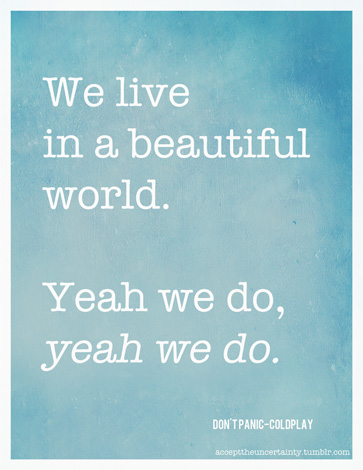 We live
in a beautiful
world.
Yeah we do,
yeah we do.
DON'T PANIC-COLDPLAY
accepttheuncertainty.tumblr.com